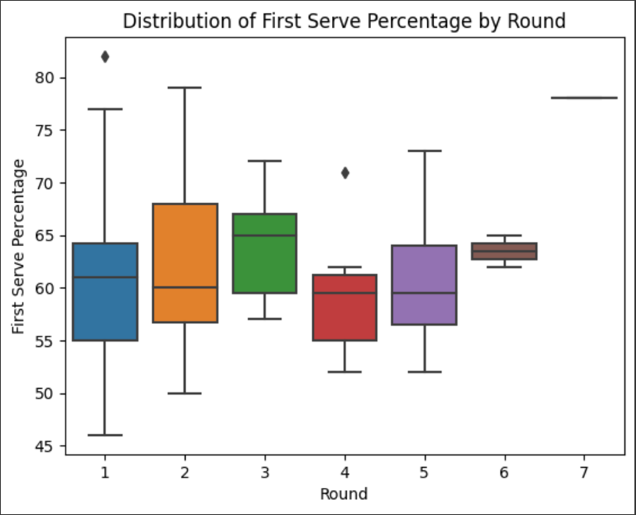 Distribution of First Serve Percentage by Round
First Serve Percentage
80
75
70
65
60
55
50
45
1 2 3 4 5 6 7
Round